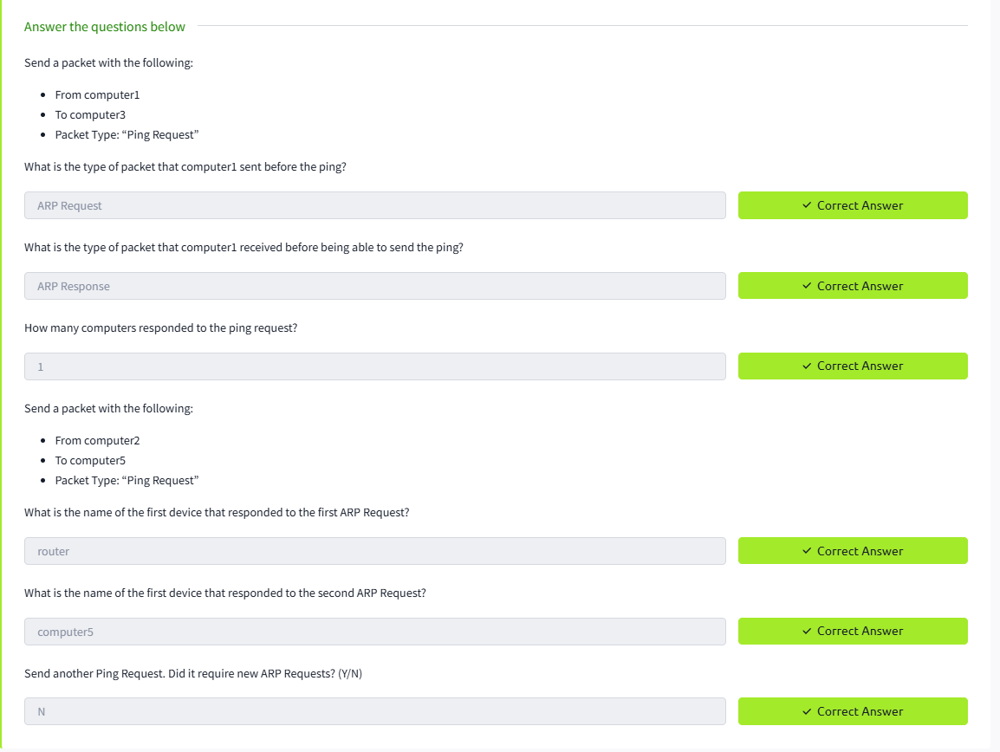 Answer the questions below
Send a packet with the following:
From computer1
To computer3
Packet Type: “Ping Request”
What is the type of packet that computer1 sent before the ping?
ARP Request
Correct Answer
What is the type of packet that computer1 received before being able to send the ping?
ARP Response
Correct Answer
How many computers responded to the ping request?
1
Correct Answer
Send a packet with the following:
From computer2
To computer5
Packet Type: “Ping Request”
What is the name of the first device that responded to the first ARP Request?
router
Correct Answer
What is the name of the first device that responded to the second ARP Request?
computer5
Correct Answer
Send another Ping Request. Did it require new ARP Requests? (Y/N)
N
Correct Answer